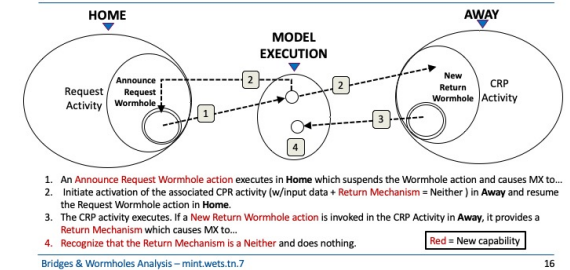 HOME
AWAY
MODEL
EXECUTION
Announce
Request
Wormhole
Request
Activity
New
Return
Wormhole
CRP
Activity
2
2
1
3
4
1. An Announce Request Wormhole action executes in Home which suspends the Wormhole action and causes MX to...
2. Initiate activation of the associated CPR activity (w/input data + Return Mechanism = Neither ) in Away and resume
the Request Wormhole action in Home.
3. The CRP activity executes. If a New Return Wormhole action is invoked in the CRP Activity in Away, it provides a
Return Mechanism which causes MX to...
4. Recognize that the Return Mechanism is a Neither and does nothing.
Red = New capability
Bridges & Wormholes Analysis – mint.wets.tn.7
16